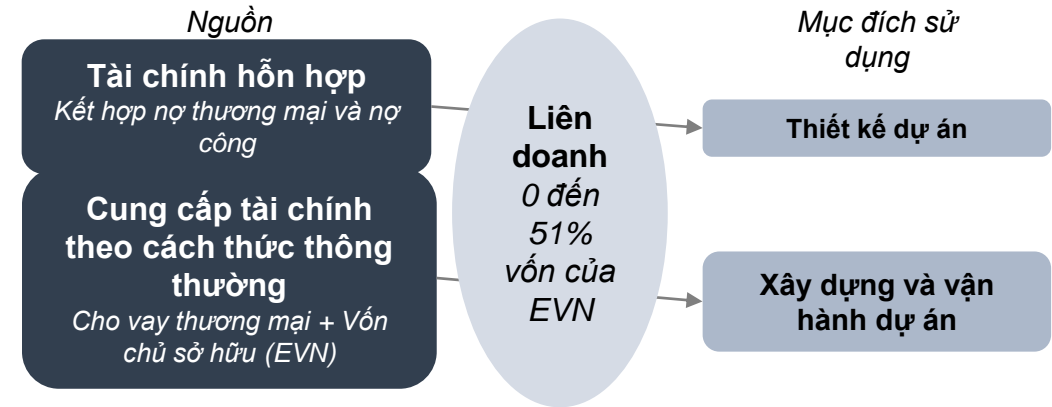 Nguồn
Tài chính hỗn hợp
Kết hợp nợ thương mại và nợ
công
Cung cấp tài chính
theo cách thức thông
thường
Cho vay thương mại + Vốn
chủ sở hữu (EVN)
Liên
doanh
0 đến
51%
vốn của
EVN
Mục đích sử
dụng
Thiết kế dự án
Xây dựng và vận
hành dự án